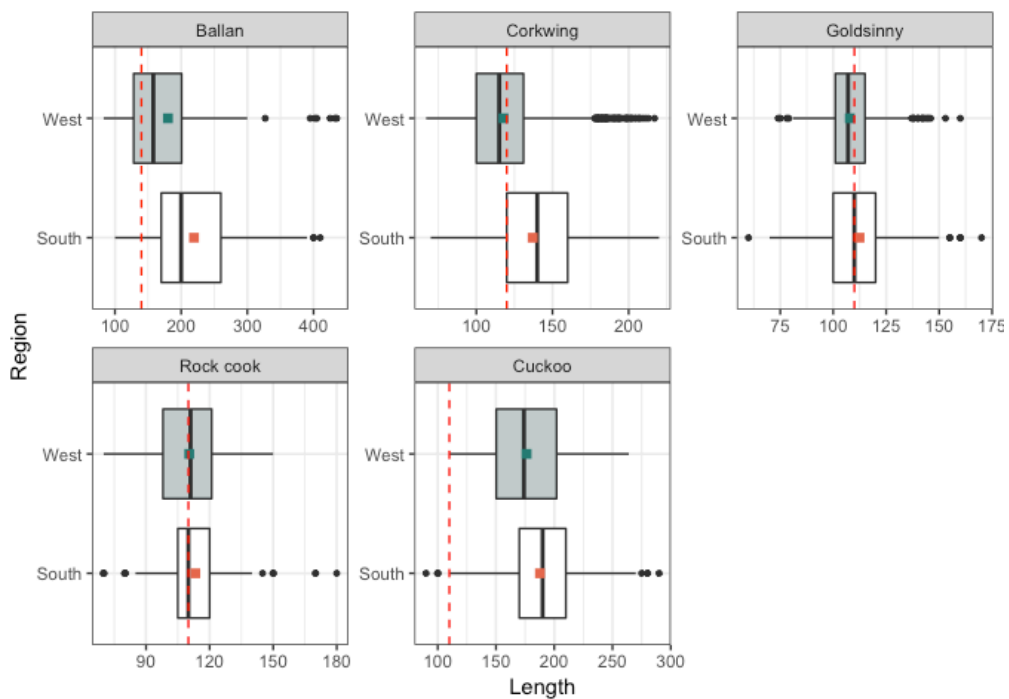 Ballan
Corkwing
Goldsinny
West
South
West
South
West
South
100 200 300 400
100 150 200
75 100 125 150 175
Region
Rock cook
Cuckoo
West
South
West
South
90 120 150 180
100 150 200 250 300
Length